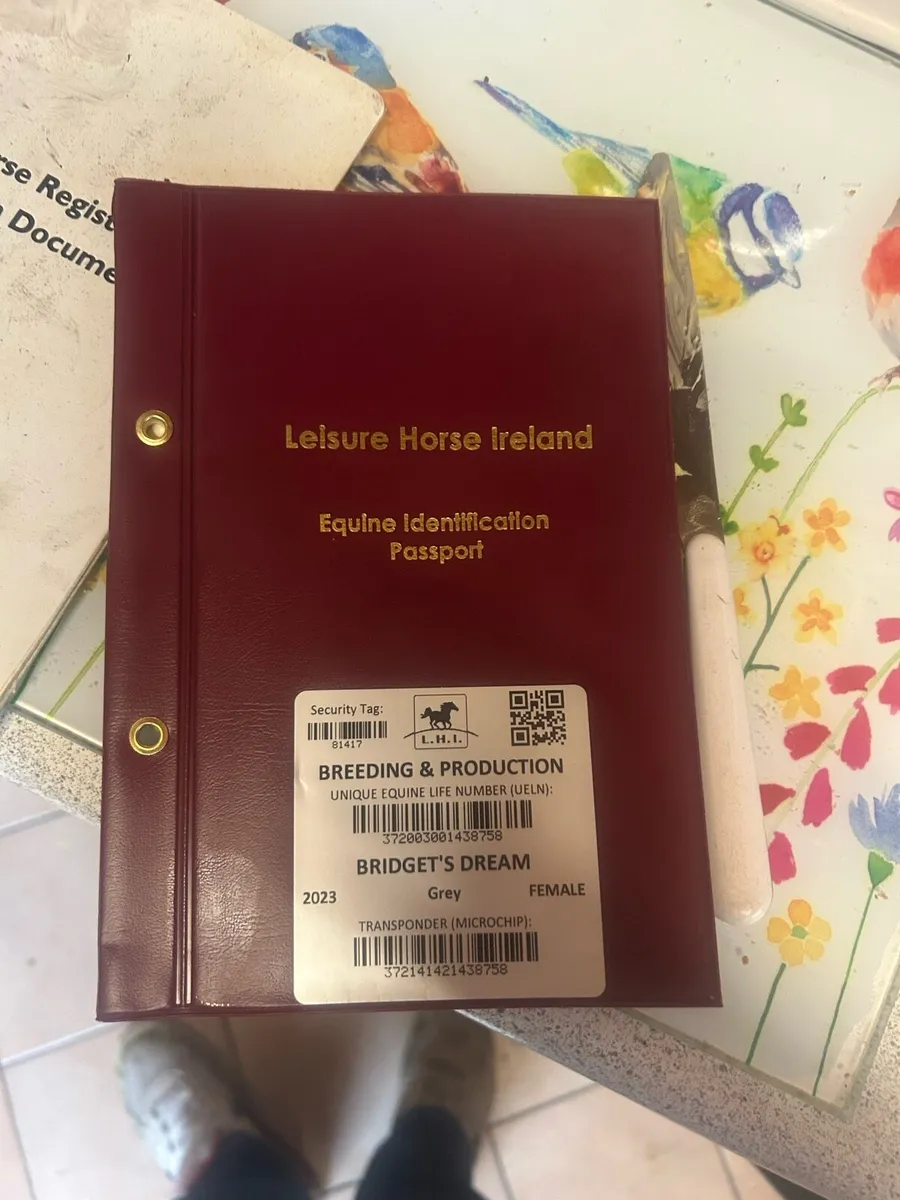 Horse Regist
Docume
Leisure Horse Ireland
Equine Identification
Passport
Security Tag:
81417
L.H.I.
BREEDING & PRODUCTION
UNIQUE EQUINE LIFE NUMBER (UELN):
372003001438758
BRIDGET'S DREAM
2023 Grey FEMALE
TRANSPONDER (MICROCHIP):
372141421438758